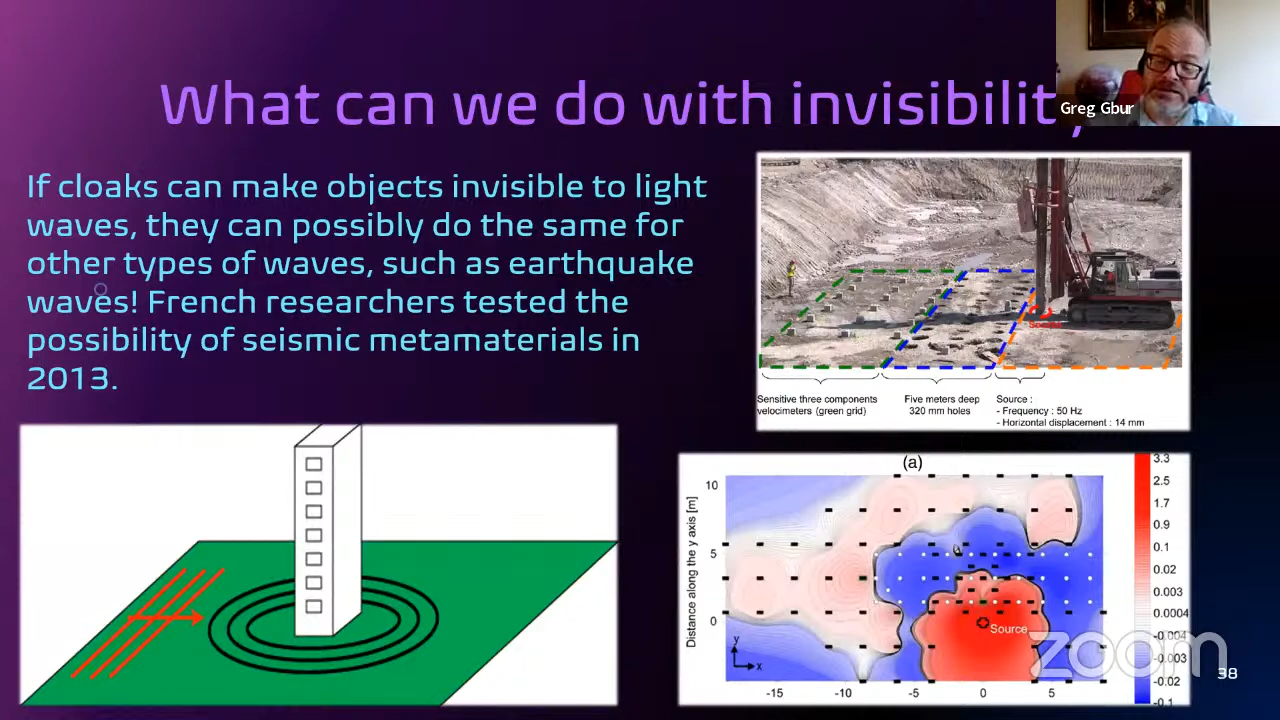 What can we do with invisibility
Greg Gbur
If cloaks can make objects invisible to light
waves, they can possibly do the same for
other types of waves, such as earthquake
waves! French researchers tested the
possibility of seismic metamaterials in
2013.
Source
Sensitive three components
velocimeters (green grid)
Five meters deep
320 mm holes
Source :
- Frequency : 50 Hz
- Horizontal displacement : 14 mm
(a)
Distance along the y axis [m]
10
5
0
y
x
Source
-15
-10
-5
0
5
3.3
2.5
1.7
0.9
0.1
0.02
0.003
0.0004
-0.004
-0.003
-0.02
-0.1
zoom
38